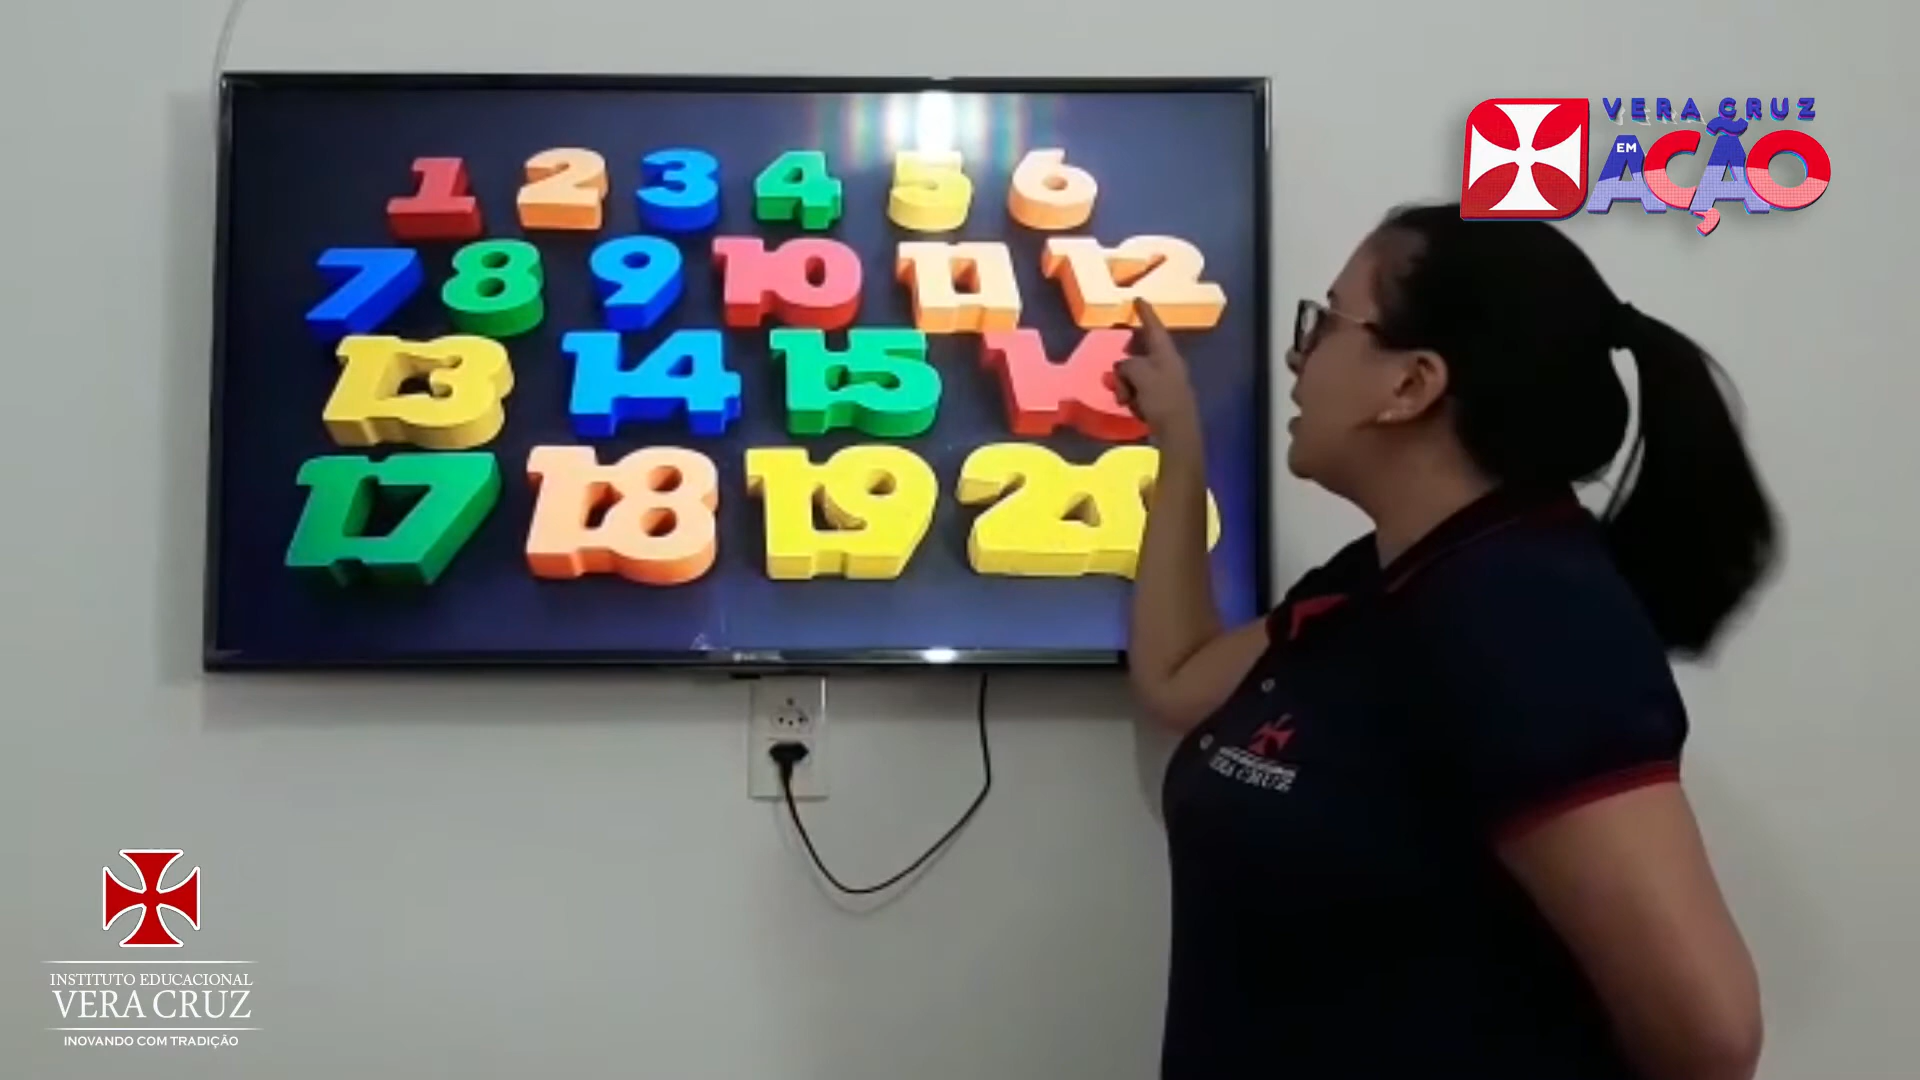 VERA CRUZ
EM
AÇÃO
1 2 3 4 5 6
7 8 9 10 11 12
13 14 15 16
17 18 19 20
VERA CRUZ
INSTITUTO EDUCACIONAL
VERA CRUZ
INOVANDO COM TRADIÇÃO